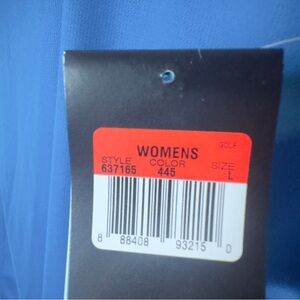 GOLF
WOMENS
STYLE COLOR SIZE
637165 445 L
8 88408 93215 0